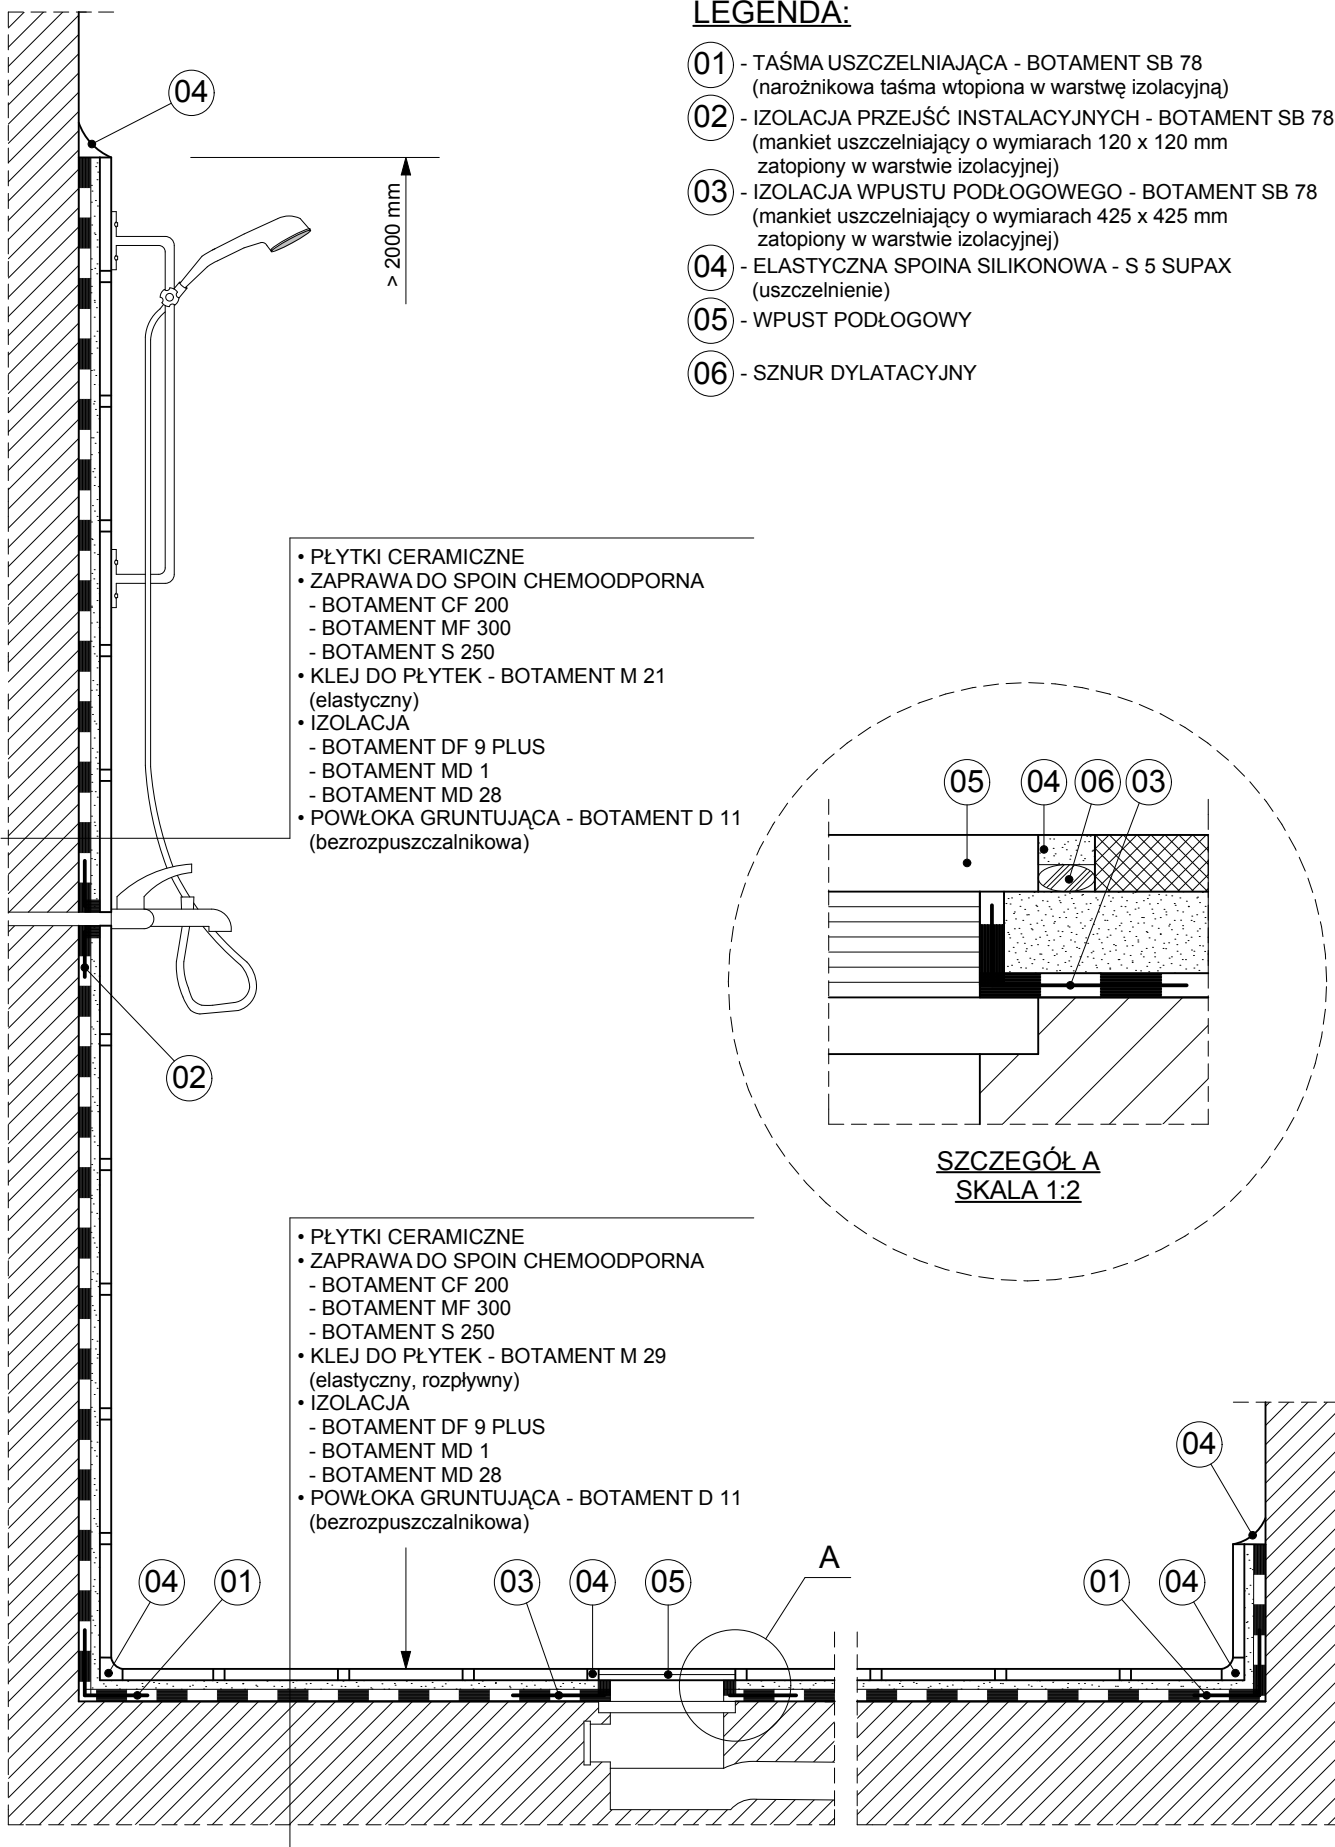 LEGENDA:
01 - TAŚMA USZCZELNIAJĄCA - BOTAMENT SB 78
(narożnikowa taśma wtopiona w warstwę izolacyjną)
02 - IZOLACJA PRZEJŚĆ INSTALACYJNYCH - BOTAMENT SB 78
(mankiet uszczelniający o wymiarach 120 x 120 mm
zatopiony w warstwie izolacyjnej)
03 - IZOLACJA WPUSTU PODŁOGOWEGO - BOTAMENT SB 78
(mankiet uszczelniający o wymiarach 425 x 425 mm
zatopiony w warstwie izolacyjnej)
04 - ELASTYCZNA SPOINA SILIKONOWA - S 5 SUPAX
(uszczelnienie)
05 - WPUST PODŁOGOWY
06 - SZNUR DYLATACYJNY
04
> 2000 mm
• PŁYTKI CERAMICZNE
• ZAPRAWA DO SPOIN CHEMOODPORNA
- BOTAMENT CF 200
- BOTAMENT MF 300
- BOTAMENT S 250
• KLEJ DO PŁYTEK - BOTAMENT M 21
(elastyczny)
• IZOLACJA
- BOTAMENT DF 9 PLUS
- BOTAMENT MD 1
- BOTAMENT MD 28
• POWŁOKA GRUNTUJĄCA - BOTAMENT D 11
(bezrozpuszczalnikowa)
02
05 04 06 03
SZCZEGÓŁ A
SKALA 1:2
• PŁYTKI CERAMICZNE
• ZAPRAWA DO SPOIN CHEMOODPORNA
- BOTAMENT CF 200
- BOTAMENT MF 300
- BOTAMENT S 250
• KLEJ DO PŁYTEK - BOTAMENT M 29
(elastyczny, rozpływny)
• IZOLACJA
- BOTAMENT DF 9 PLUS
- BOTAMENT MD 1
- BOTAMENT MD 28
• POWŁOKA GRUNTUJĄCA - BOTAMENT D 11
(bezrozpuszczalnikowa)
04
A
04 01 03 04 05 01 04